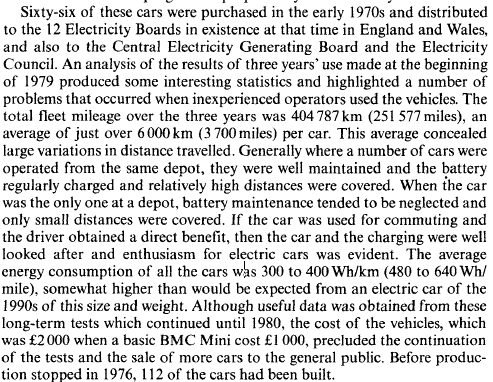 Sixty-six of these cars were purchased in the early 1970s and distributed
to the 12 Electricity Boards in existence at that time in England and Wales,
and also to the Central Electricity Generating Board and the Electricity
Council. An analysis of the results of three years' use made at the beginning
of 1979 produced some interesting statistics and highlighted a number of
problems that occurred when inexperienced operators used the vehicles. The
total fleet mileage over the three years was 404 787 km (251 577 miles), an
average of just over 6 000 km (3 700 miles) per car. This average concealed
large variations in distance travelled. Generally where a number of cars were
operated from the same depot, they were well maintained and the battery
regularly charged and relatively high distances were covered. When the car
was the only one at a depot, battery maintenance tended to be neglected and
only small distances were covered. If the car was used for commuting and
the driver obtained a direct benefit, then the car and the charging were well
looked after and enthusiasm for electric cars was evident. The average
energy consumption of all the cars was 300 to 400 Wh/km (480 to 640 Wh/
mile), somewhat higher than would be expected from an electric car of the
1990s of this size and weight. Although useful data was obtained from these
long-term tests which continued until 1980, the cost of the vehicles, which
was £2 000 when a basic BMC Mini cost £1 000, precluded the continuation
of the tests and the sale of more cars to the general public. Before produc-
tion stopped in 1976, 112 of the cars had been built.